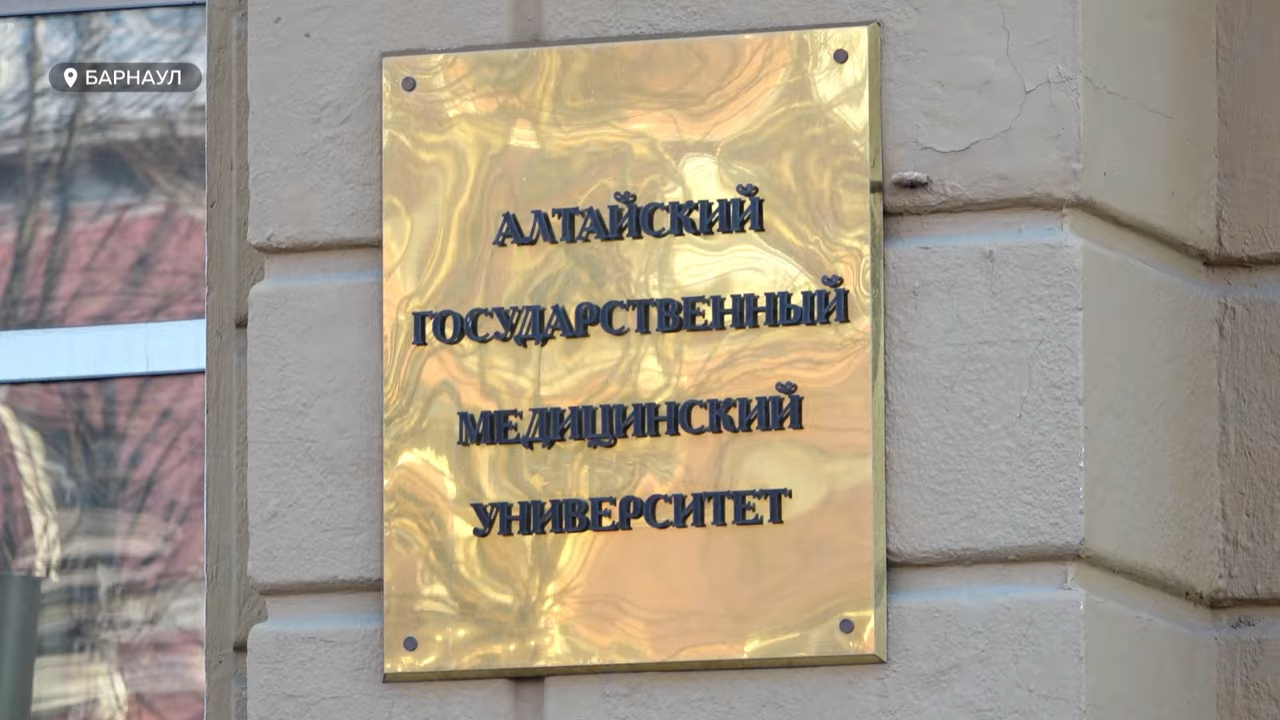 БАРНАУЛ
АЛТАЙСКИЙ
ГОСУДАРСТВЕННЫЙ
МЕДИЦИНСКИЙ
УНИВЕРСИТЕТ